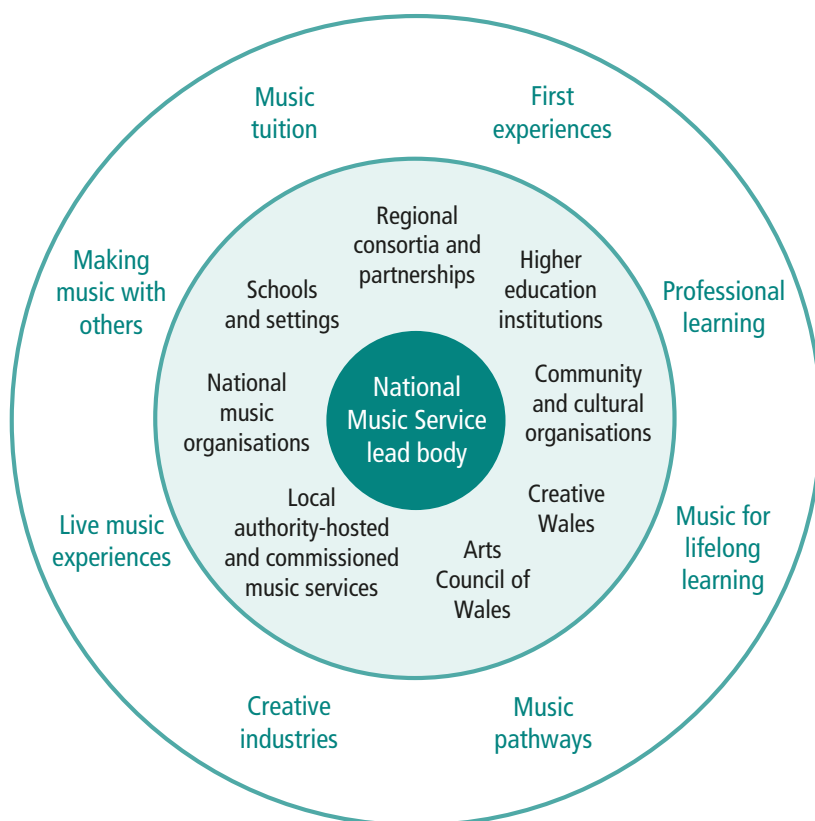 Music
tuition
First
experiences
Professional
learning
Music for
lifelong
learning
Music
pathways
Creative
industries
Live music
experiences
Making
music with
others
Regional
consortia and
partnerships
Higher
education
institutions
Community
and cultural
organisations
Creative
Wales
Arts
Council of
Wales
Local
authority-hosted
and commissioned
music services
National
music
organisations
Schools
and settings
National
Music Service
lead body